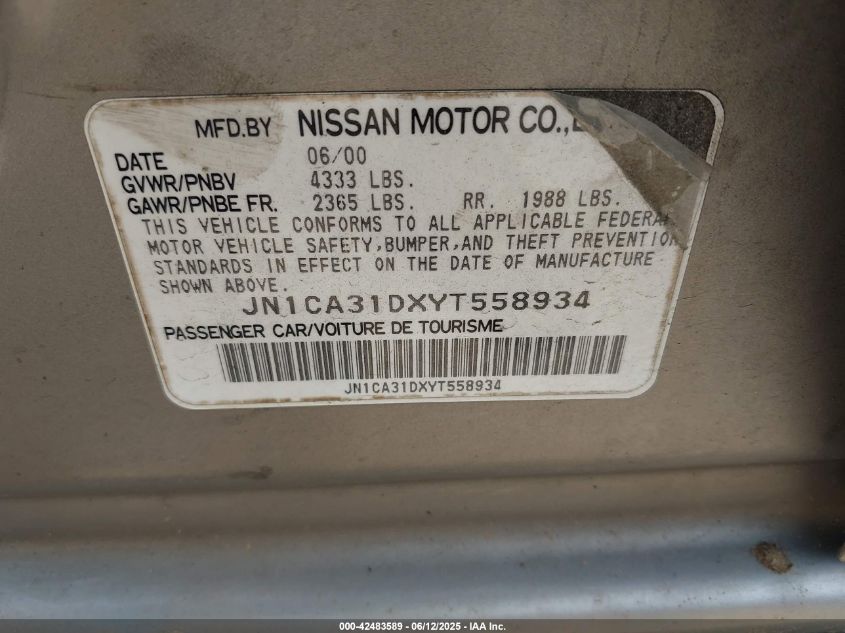 MFD.BY NISSAN MOTOR CO.,
DATE 06/00
GVWR/PNBV 4333 LBS.
GAWR/PNBE FR. 2365 LBS. RR. 1988 LBS.
THIS VEHICLE CONFORMS TO ALL APPLICABLE FEDERAL
MOTOR VEHICLE SAFETY,BUMPER,AND THEFT PREVENTION
STANDARDS IN EFFECT ON THE DATE OF MANUFACTURE
SHOWN ABOVE.
JN1CA31DXYT558934
PASSENGER CAR/VOITURE DE TOURISME
JN1CA31DXYT558934
000-42483589 - 06/12/2025 - IAA Inc.